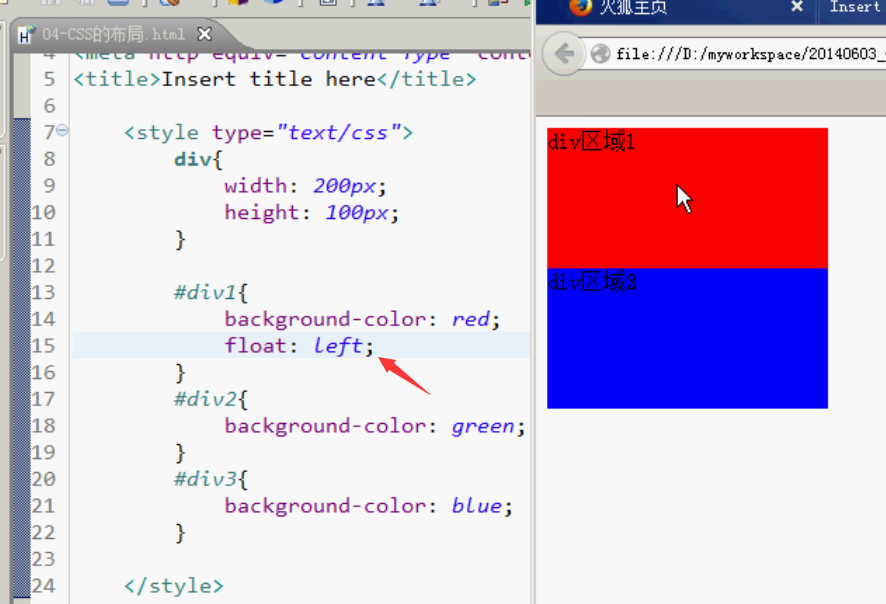 04-CSS的布局.html
火狐主页
Insert
file:///D:/myworkspace/20140603_
4 <meta http-equiv="Content-Type" conte
5 <title>Insert title here</title>
6
7 <style type="text/css">
8 div{
9 width: 200px;
10 height: 100px;
11 }
12
13 #div1{
14 background-color: red;
15 float: left;
16 }
17 #div2{
18 background-color: green;
19 }
20 #div3{
21 background-color: blue;
22 }
23
24 </style>
div区域1
div区域